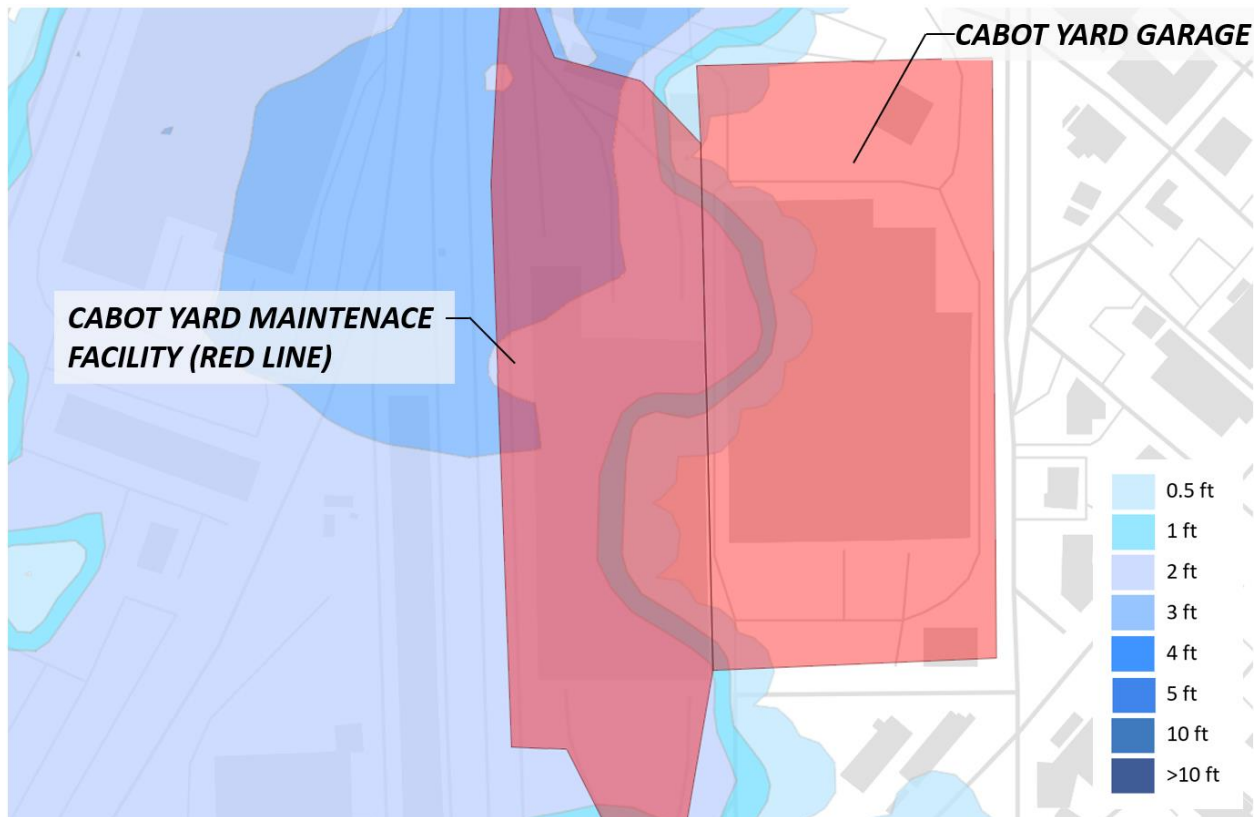 CABOT YARD GARAGE
CABOT YARD MAINTENACE
FACILITY (RED LINE)
0.5 ft
1 ft
2 ft
3 ft
4 ft
5 ft
10 ft
>10 ft